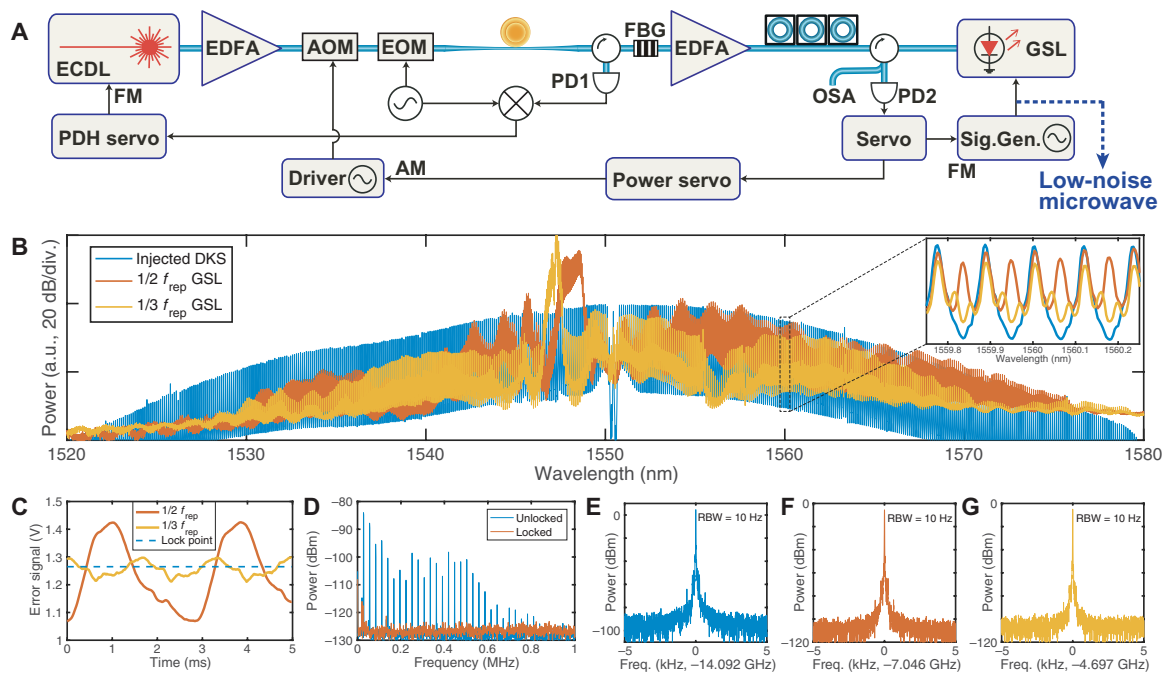 A
ECDL
EDFA
AOM
EOM
PD1
FBG
EDFA
OSA
PD2
GSL
FM
PDH servo
Driver
AM
Power servo
Servo
FM
Sig.Gen.
Low-noise
microwave
B
Injected DKS
1/2 f_rep GSL
1/3 f_rep GSL
Power (a.u., 20 dB/div.)
1520 1530 1540 1550 1560 1570 1580
Wavelength (nm)
1559.8 1559.9 1560 1560.1 1560.2
Wavelength (nm)
C
1/2 f_rep
1/3 f_rep
Lock point
Error signal (V)
1.5
1.4
1.3
1.2
1.1
1
0 1 2 3 4 5
Time (ms)
D
Unlocked
Locked
Power (dBm)
−80
−90
−100
−110
−120
−130
0 0.2 0.4 0.6 0.8 1
Frequency (MHz)
E
RBW = 10 Hz
Power (dBm)
0
−100
−5 0 5
Freq. (kHz, −14.092 GHz)
F
RBW = 10 Hz
Power (dBm)
0
−120
−5 0 5
Freq. (kHz, −7.046 GHz)
G
RBW = 10 Hz
Power (dBm)
0
−120
−5 0 5
Freq. (kHz, −4.697 GHz)